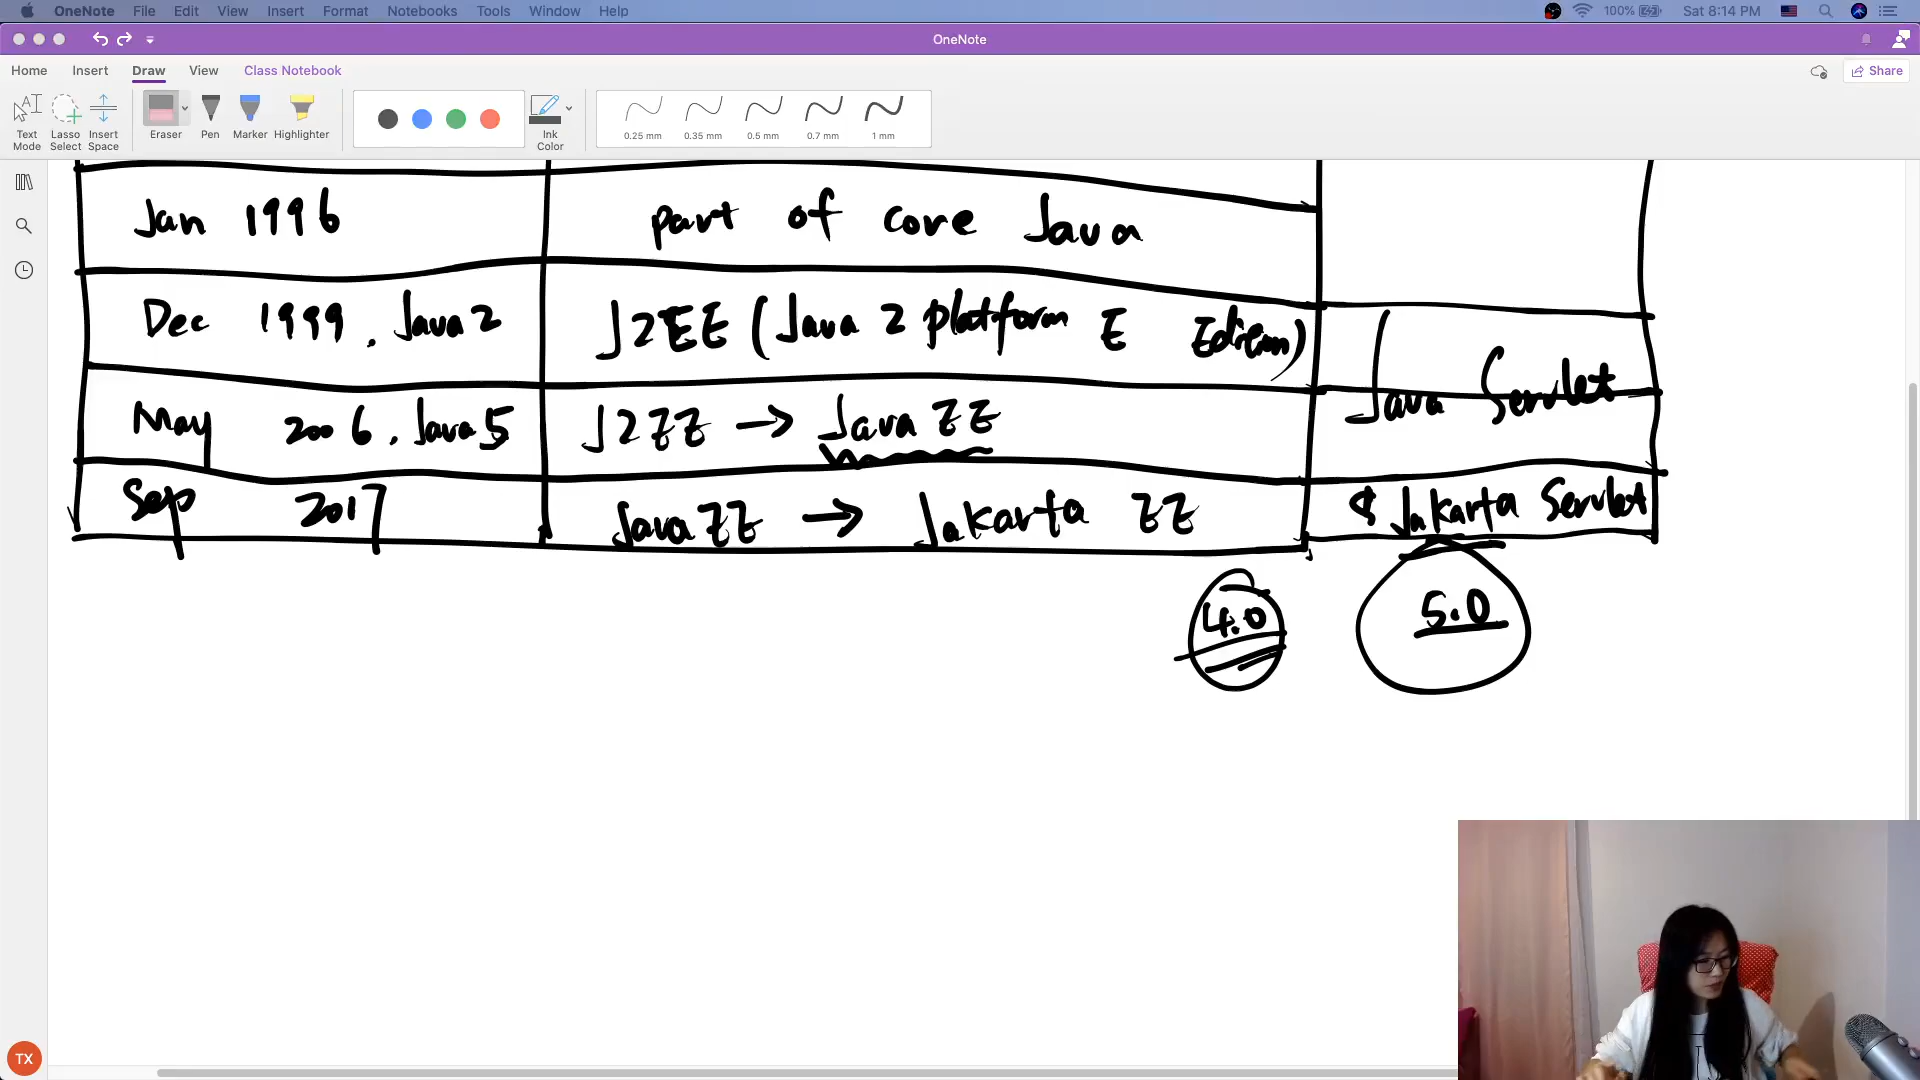 OneNote File Edit View Insert Format Notebooks Tools Window Help 100% Sat 8:14 PM
OneNote
Home Insert Draw View Class Notebook Share
Text Mode Lasso Select Insert Space Eraser Pen Marker Highlighter Ink Color 0.25 mm 0.35 mm 0.5 mm 0.7 mm 1 mm
Jan 1996 part of core Java
Dec 1999. Java 2 J2EE (Java 2 platform E Edition)
May 2006. Java 5 J2EE → Java EE Java Servlet
Sep 2017 Java EE → Jakarta EE & Jakarta Servlet
4.0 5.0
TX